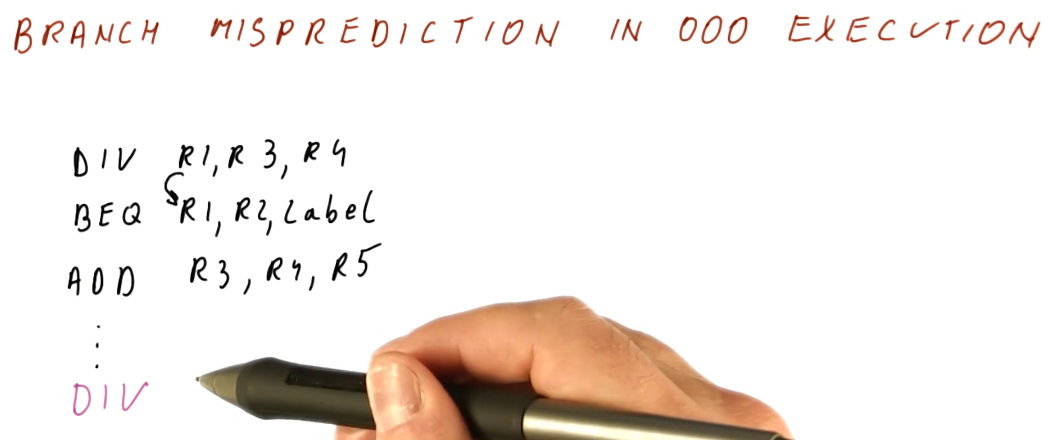 BRANCH MISPREDICTION IN OOO EXECUTION
DIV R1, R3, R4
BEQ R1, R2, Label
ADD R3, R4, R5
⋮
DIV